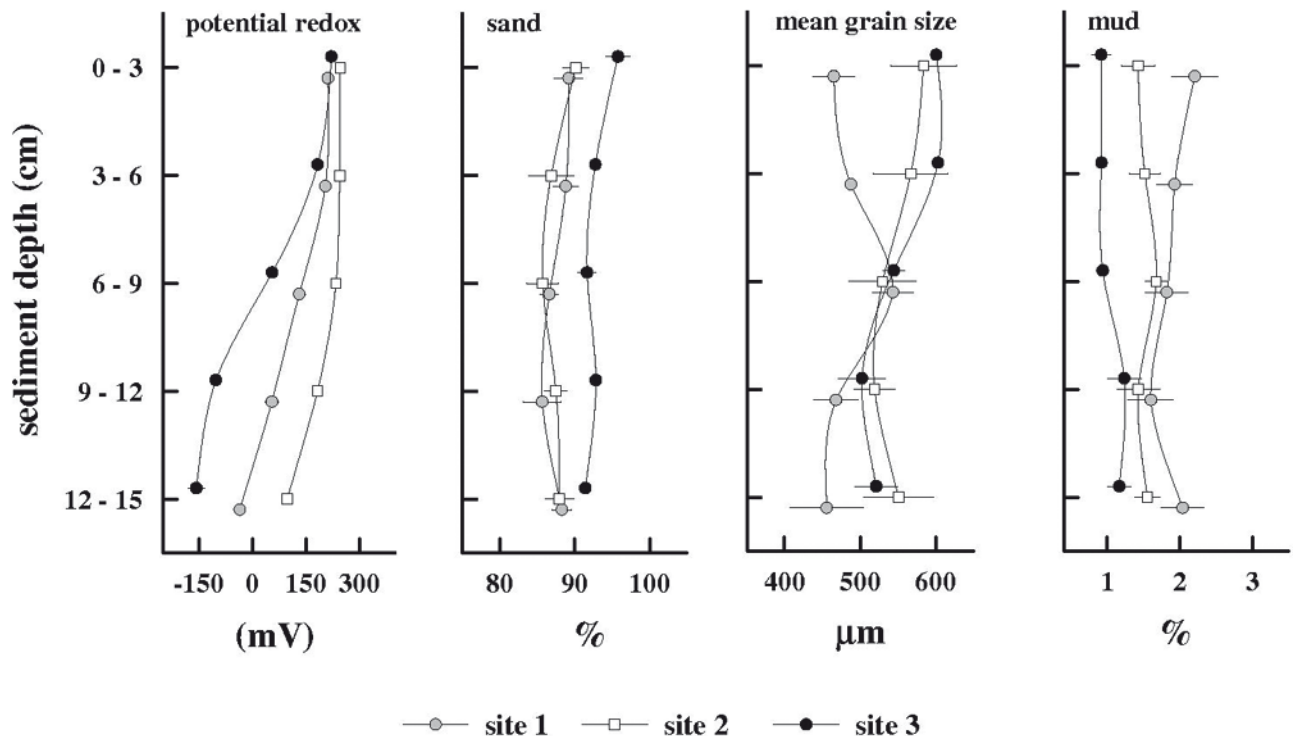 potential redox
sand
mean grain size
mud
sediment depth (cm)
0 - 3
3 - 6
6 - 9
9 - 12
12 - 15
-150 0 150 300
(mV)
80 90 100
%
400 500 600
μm
1 2 3
%
site 1 site 2 site 3